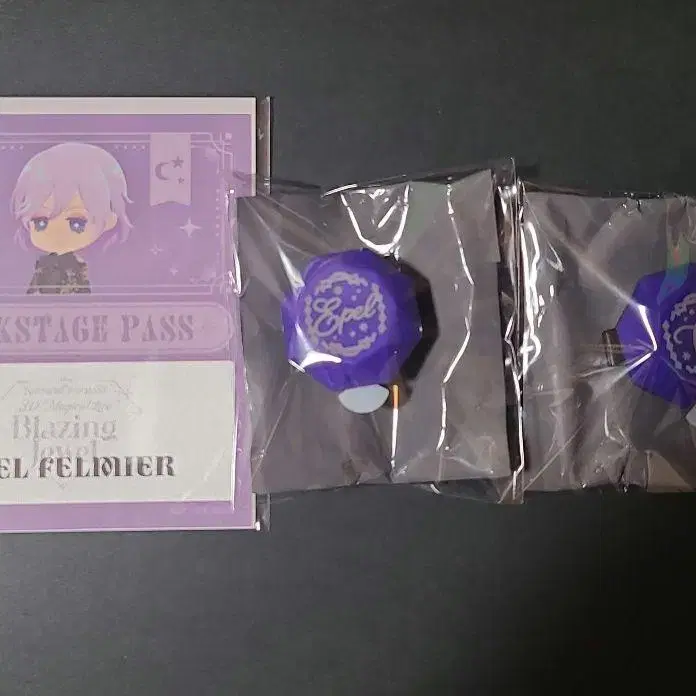 KSTAGE PASS
Blazing
Jewel
EL FELMIER
Epel